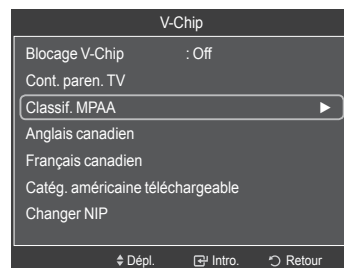 V-Chip
Blocage V-Chip : Off
Cont. paren. TV
Classif. MPAA
Anglais canadien
Français canadien
Catég. américaine téléchargeable
Changer NIP
Dépl. Intro. Retour